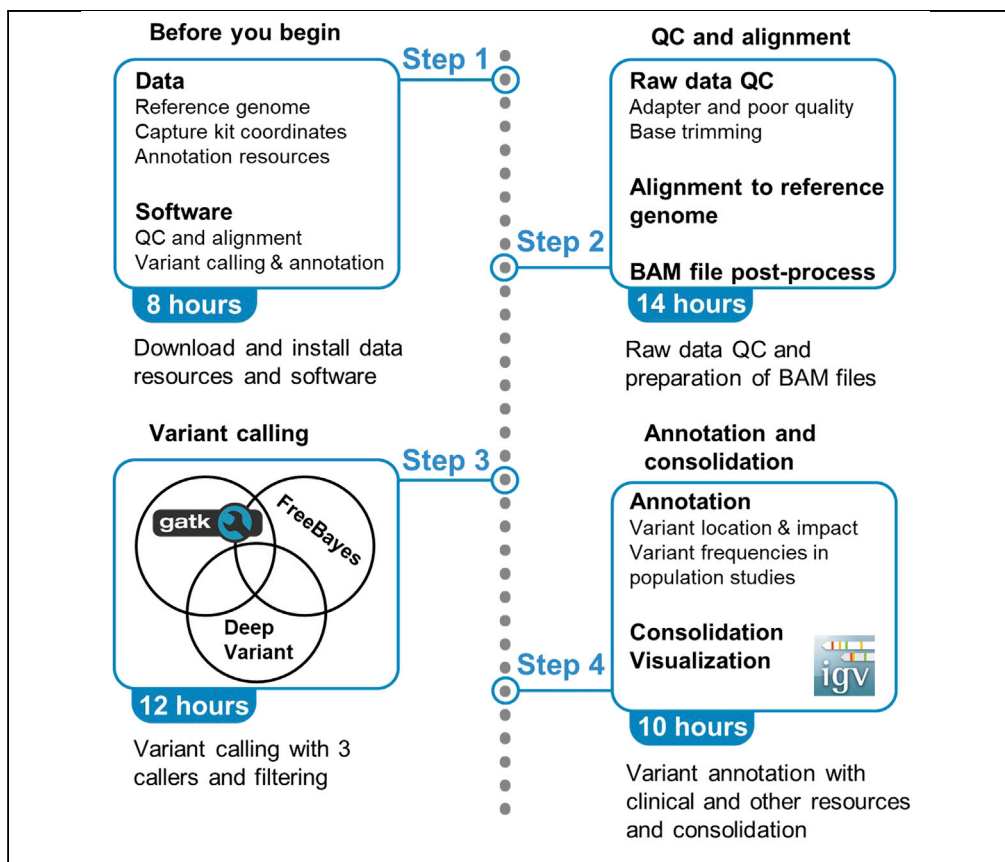 Before you begin
Step 1
Data
Reference genome
Capture kit coordinates
Annotation resources
Software
QC and alignment
Variant calling & annotation
8 hours
Download and install data
resources and software
QC and alignment
Step 2
Raw data QC
Adapter and poor quality
Base trimming
Alignment to reference
genome
BAM file post-process
14 hours
Raw data QC and
preparation of BAM files
Variant calling
Step 3
gatk
FreeBayes
Deep
Variant
12 hours
Variant calling with 3
callers and filtering
Annotation and
consolidation
Step 4
Annotation
Variant location & impact
Variant frequencies in
population studies
Consolidation
Visualization
igv
10 hours
Variant annotation with
clinical and other resources
and consolidation